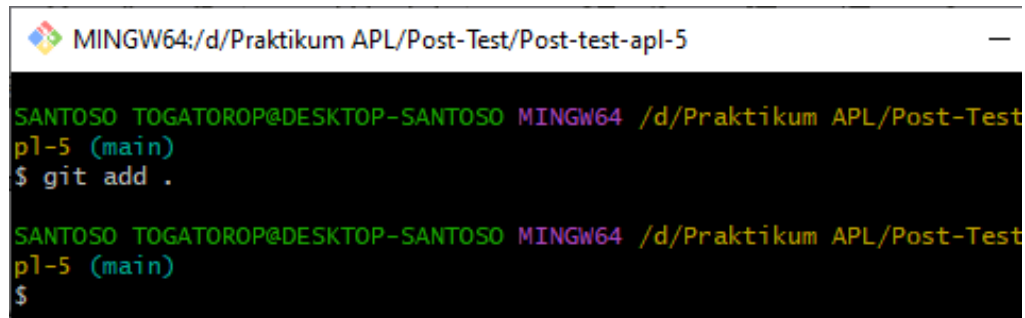 MINGW64:/d/Praktikum APL/Post-Test/Post-test-apl-5
SANTOSO TOGATOROP@DESKTOP-SANTOSO MINGW64 /d/Praktikum APL/Post-Test
pl-5 (main)
$ git add .
SANTOSO TOGATOROP@DESKTOP-SANTOSO MINGW64 /d/Praktikum APL/Post-Test
pl-5 (main)
$